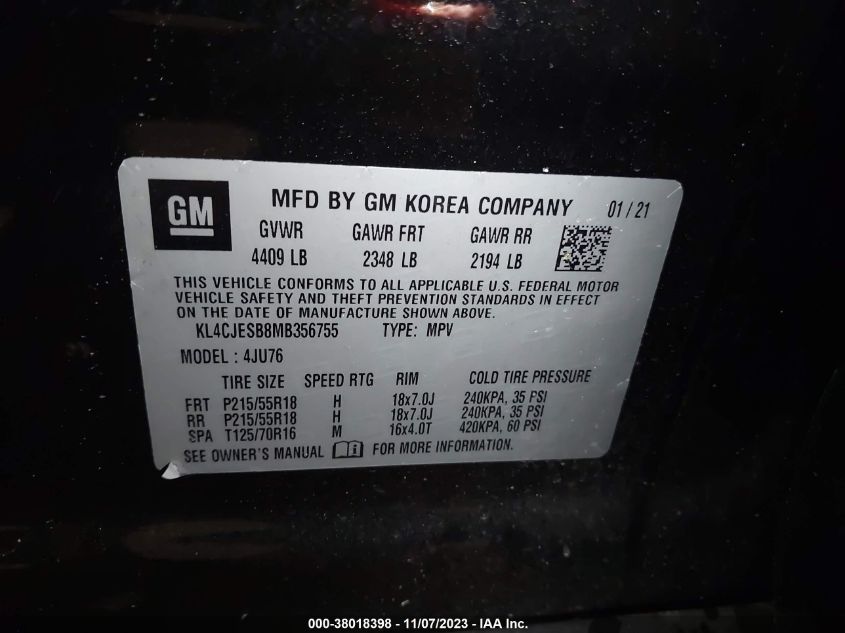 GM
MFD BY GM KOREA COMPANY 01 / 21
GVWR GAWR FRT GAWR RR
4409 LB 2348 LB 2194 LB
THIS VEHICLE CONFORMS TO ALL APPLICABLE U.S. FEDERAL MOTOR
VEHICLE SAFETY AND THEFT PREVENTION STANDARDS IN EFFECT
ON THE DATE OF MANUFACTURE SHOWN ABOVE.
KL4CJESB8MB356755 TYPE: MPV
MODEL : 4JU76
TIRE SIZE SPEED RTG RIM COLD TIRE PRESSURE
FRT P215/55R18 H 18x7.0J 240KPA, 35 PSI
RR P215/55R18 H 18x7.0J 240KPA, 35 PSI
SPA T125/70R16 M 16x4.0T 420KPA, 60 PSI
SEE OWNER'S MANUAL i FOR MORE INFORMATION.
000-38018398 - 11/07/2023 - IAA Inc.